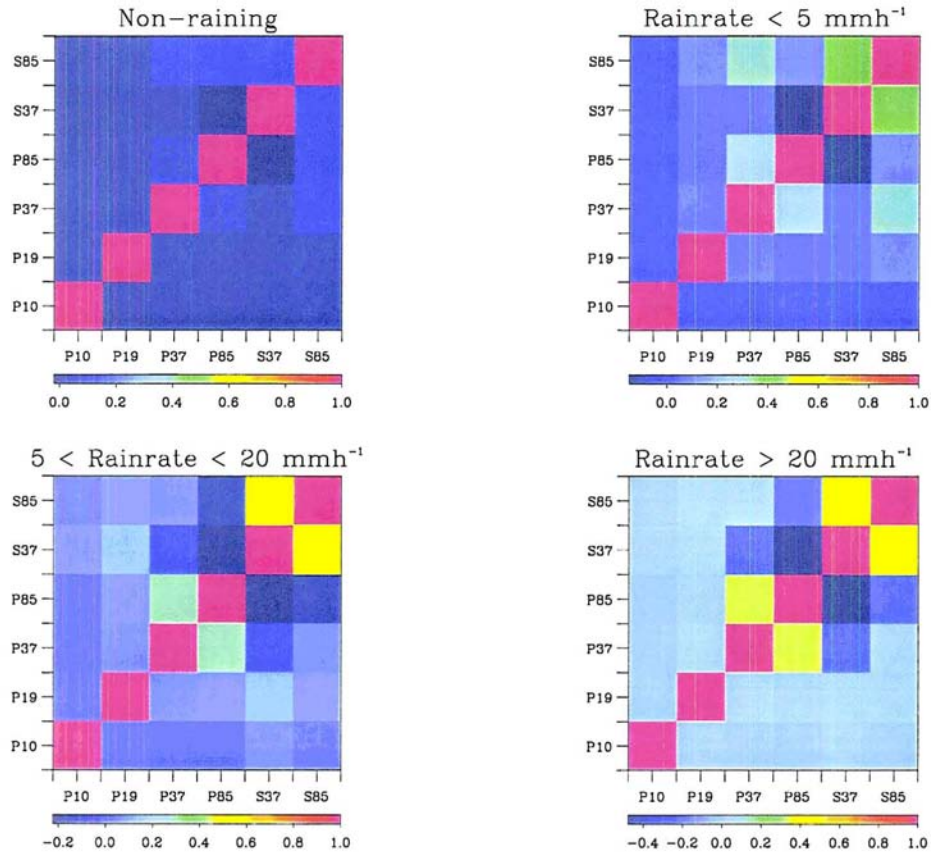 Non-raining
S85
S37
P85
P37
P19
P10
P10 P19 P37 P85 S37 S85
0.0 0.2 0.4 0.6 0.8 1.0
Rainrate < 5 mmh⁻¹
S85
S37
P85
P37
P19
P10
P10 P19 P37 P85 S37 S85
0.0 0.2 0.4 0.6 0.8 1.0
5 < Rainrate < 20 mmh⁻¹
S85
S37
P85
P37
P19
P10
P10 P19 P37 P85 S37 S85
-0.2 0.0 0.2 0.4 0.6 0.8 1.0
Rainrate > 20 mmh⁻¹
S85
S37
P85
P37
P19
P10
P10 P19 P37 P85 S37 S85
-0.4 -0.2 0.0 0.2 0.4 0.6 0.8 1.0